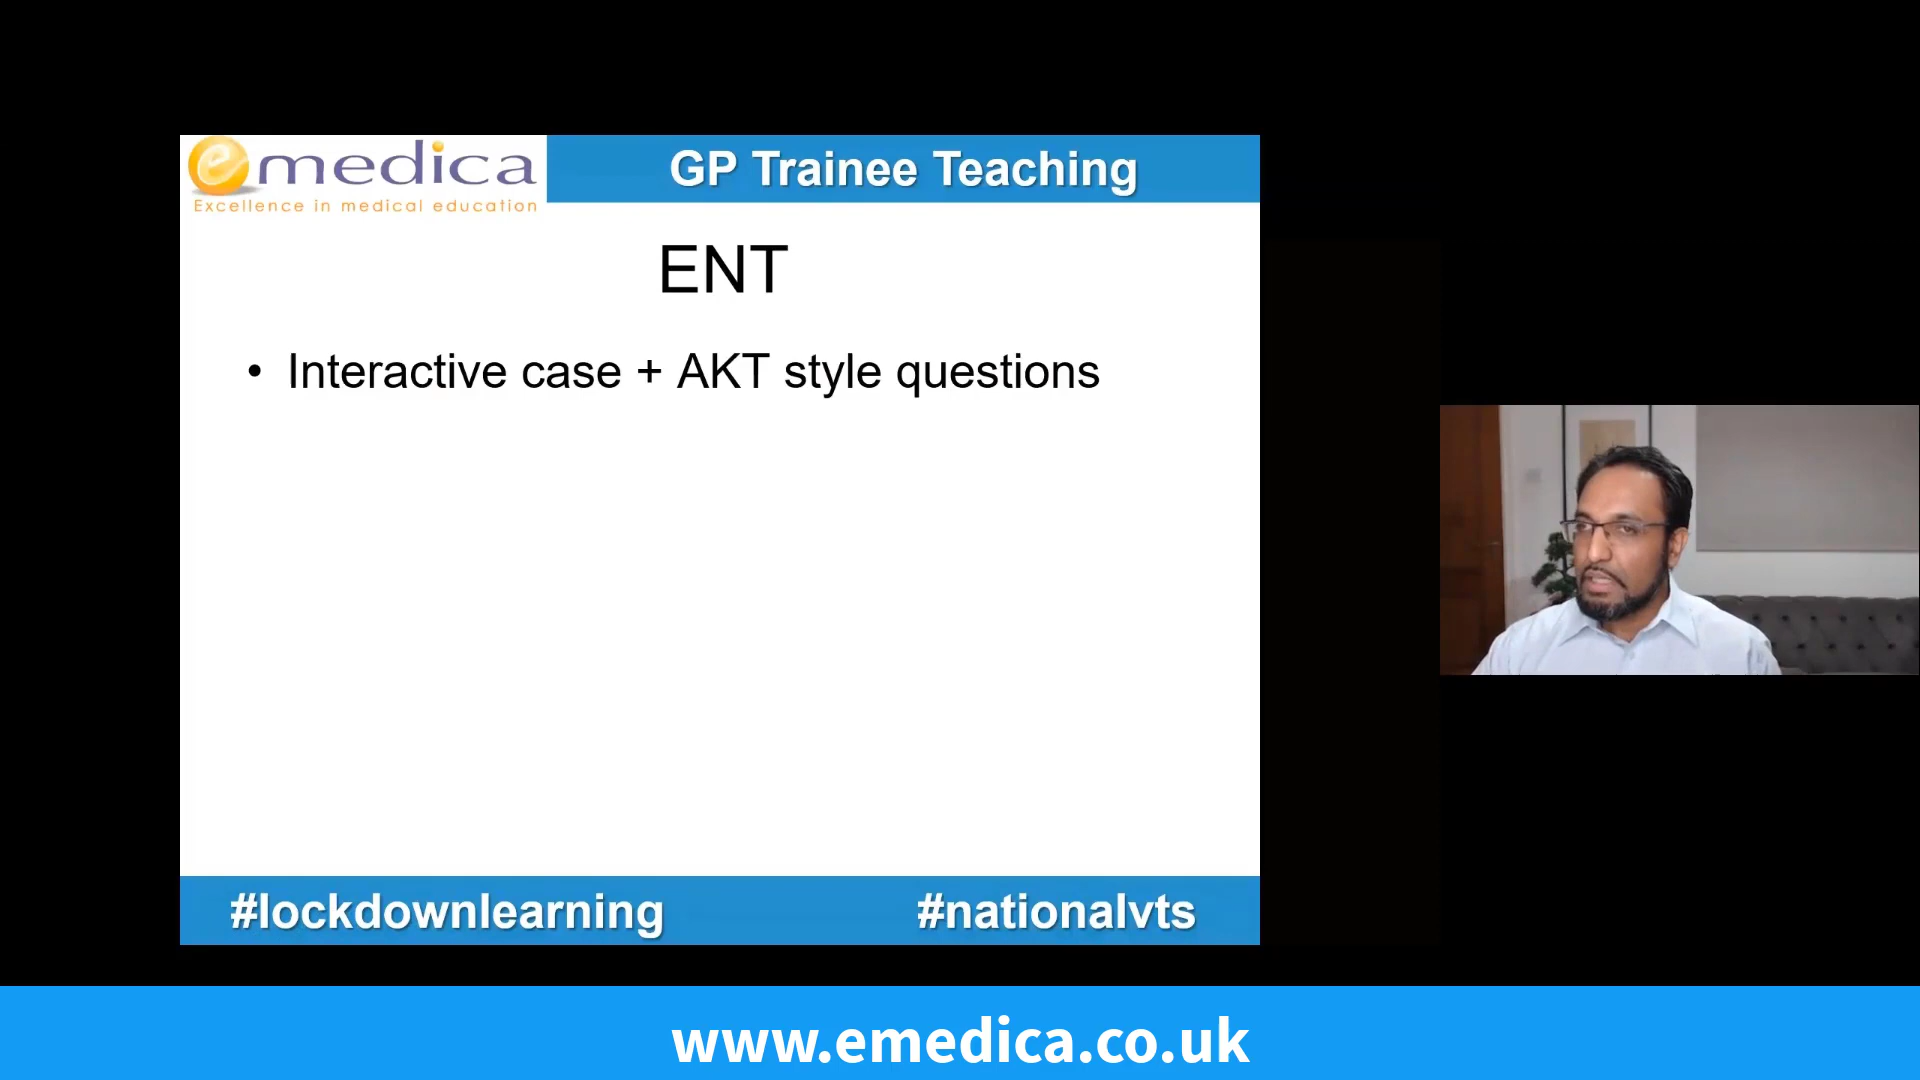 emedica
Excellence in medical education
GP Trainee Teaching
ENT
• Interactive case + AKT style questions
#lockdownlearning
#nationalvts
www.emedica.co.uk